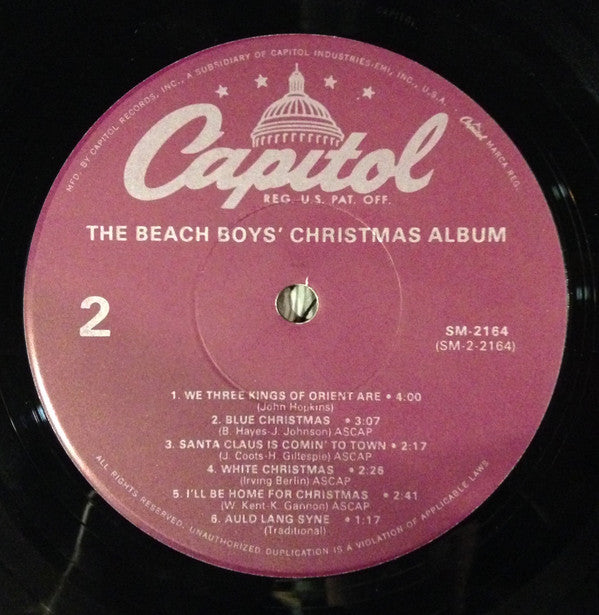 MFD. BY CAPITOL RECORDS, INC., A SUBSIDIARY OF CAPITOL INDUSTRIES-EMI, INC., U.S.A.
Capitol MARCA REG.
Capitol
REG. U.S. PAT. OFF.
THE BEACH BOYS' CHRISTMAS ALBUM
2
SM-2164
(SM-2-2164)
1. WE THREE KINGS OF ORIENT ARE • 4:00
(John Hopkins)
2. BLUE CHRISTMAS • 3:07
(B. Hayes-J. Johnson) ASCAP
3. SANTA CLAUS IS COMIN' TO TOWN • 2:17
(J. Coots-H. Gillespie) ASCAP
4. WHITE CHRISTMAS • 2:26
(Irving Berlin) ASCAP
5. I'LL BE HOME FOR CHRISTMAS • 2:41
(W. Kent-K. Gannon) ASCAP
6. AULD LANG SYNE • 1:17
(Traditional)
ALL RIGHTS RESERVED. UNAUTHORIZED DUPLICATION IS A VIOLATION OF APPLICABLE LAWS